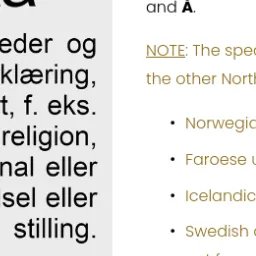 eder og
klæring,
t, f. eks.
religion,
nal eller
sel eller
stilling.
and Å.
NOTE: The spec
the other Nort
• Norwegia
• Faroese u
• Icelandic
• Swedish c